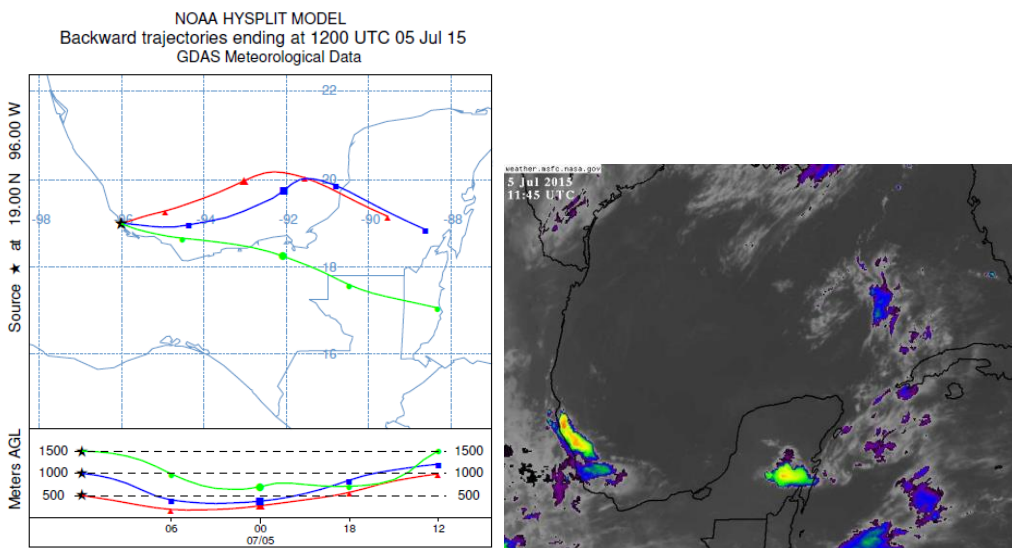 NOAA HYSPLIT MODEL
Backward trajectories ending at 1200 UTC 05 Jul 15
GDAS Meteorological Data
Source ★ at 19.00 N 96.00 W
22
20
-98 -96 -94 -92 -90 -88
18
16
Meters AGL
1500 1500
1000 1000
500 500
06 00 18 12
07/05
weather.msfc.nasa.gov
5 Jul 2015
11:45 UTC